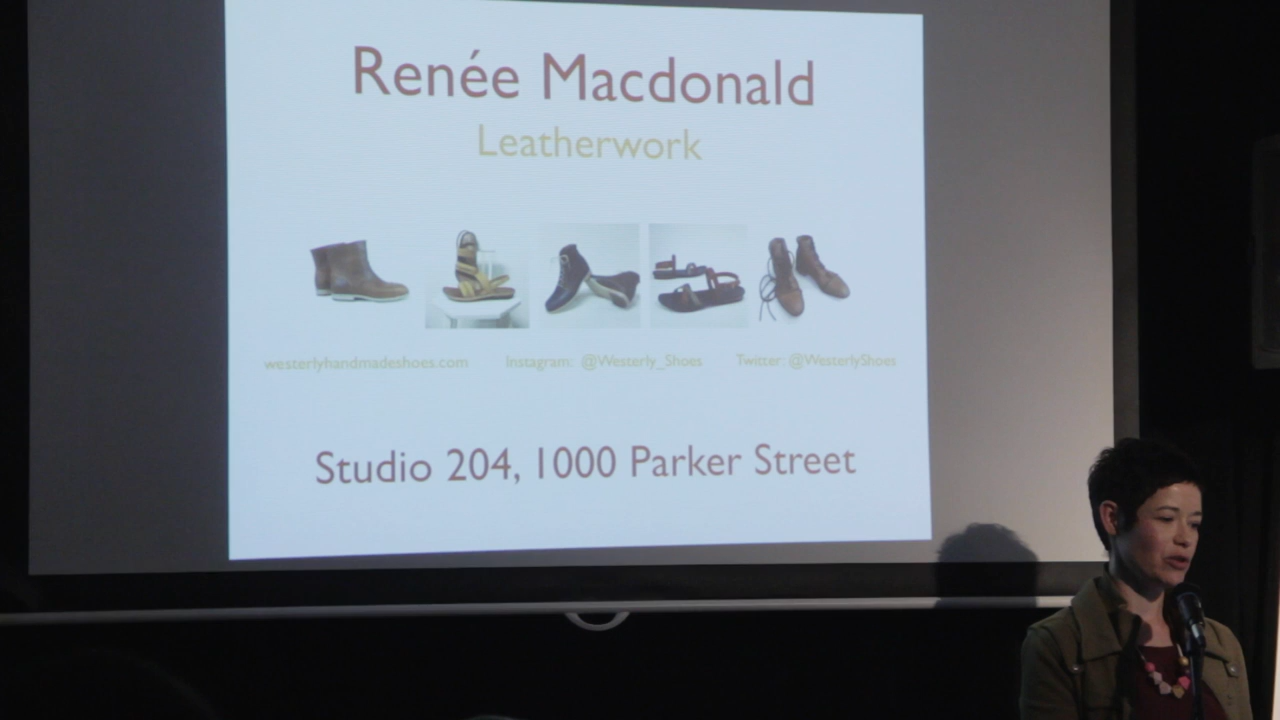 Renée Macdonald
Leatherwork
westerlyhandmadeshoes.com Instagram: @Westerly_Shoes Twitter: @WesterlyShoes
Studio 204, 1000 Parker Street